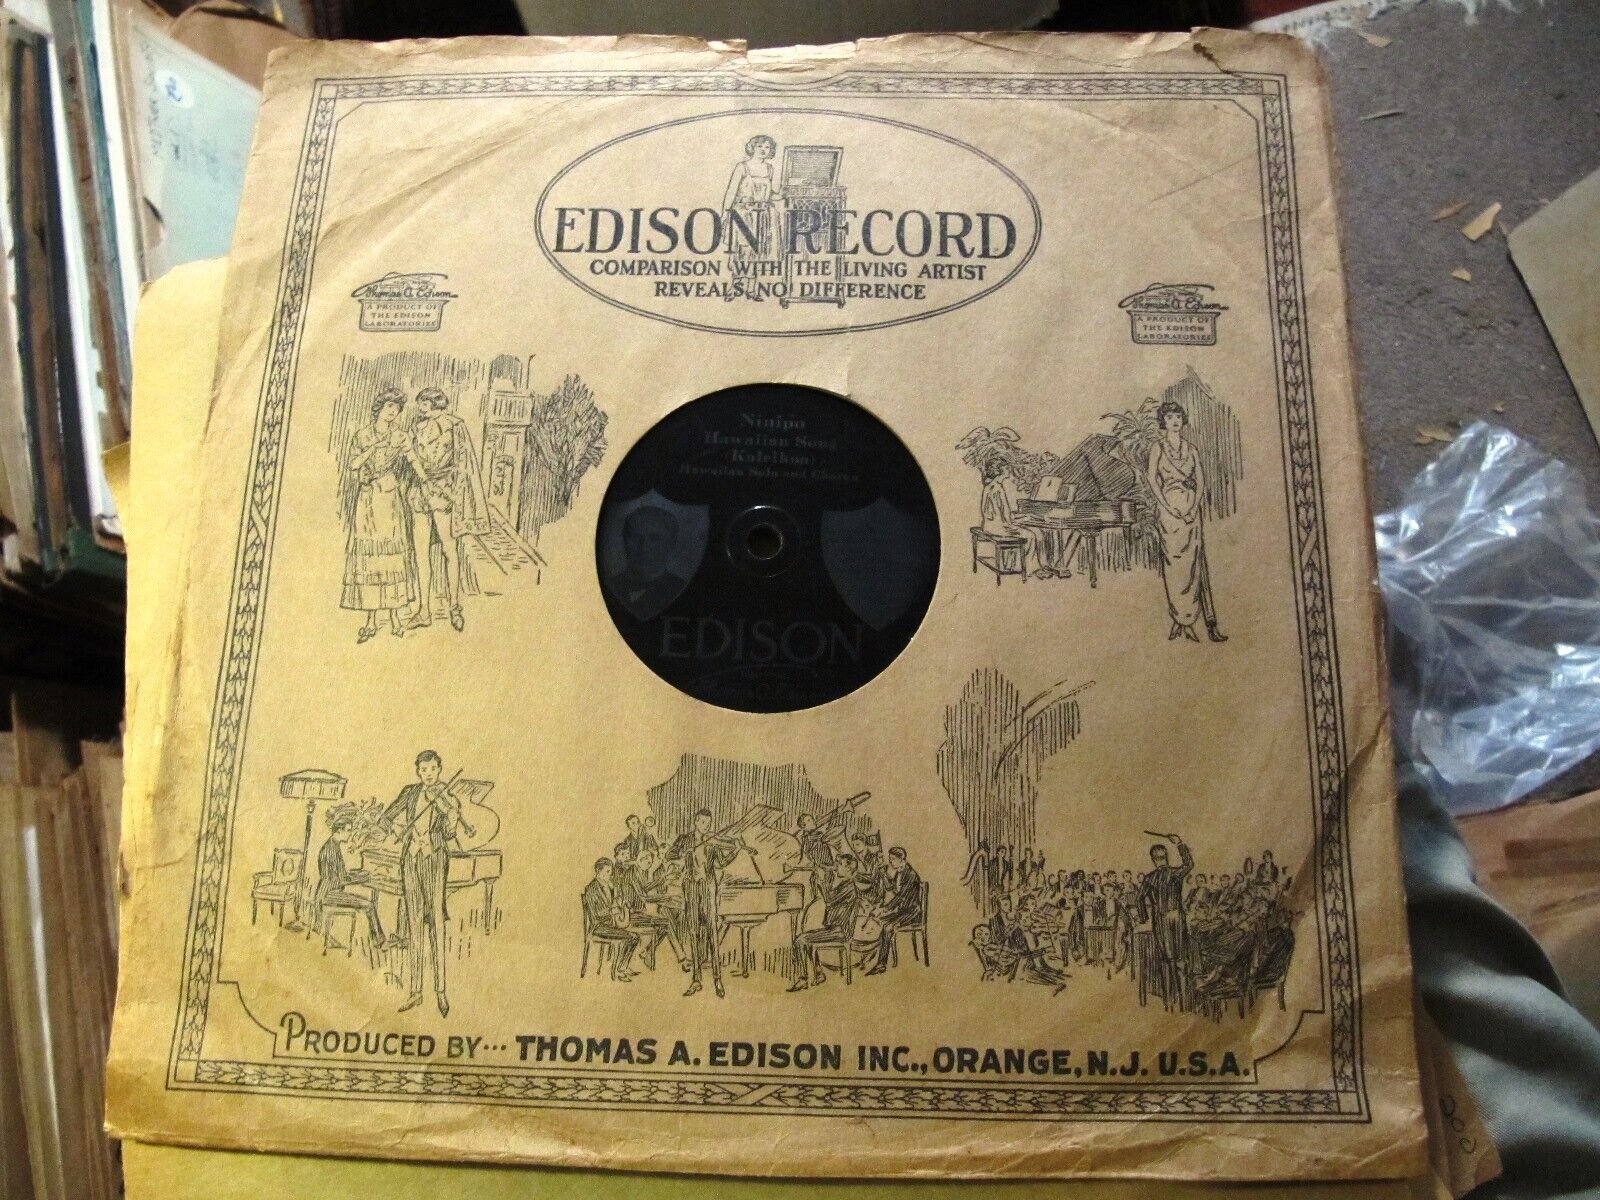 EDISON RECORD
COMPARISON WITH THE LIVING ARTIST
REVEALS NO DIFFERENCE
Thomas A. Edison
A PRODUCT OF
THE EDISON
LABORATORIES
Thomas A. Edison
A PRODUCT OF
THE EDISON
LABORATORIES
Ninipo
Hawaiian Song
(Kaleikoa)
Hawaiian Solo and Chorus
EDISON
PRODUCED BY... THOMAS A. EDISON INC., ORANGE, N.J. U.S.A.